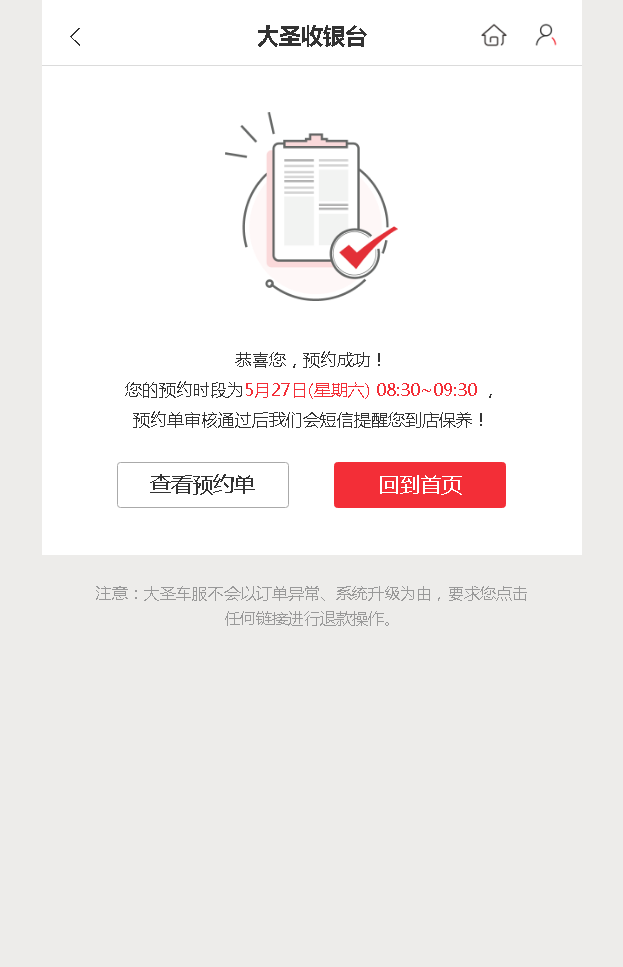 大圣收银台
恭喜您，预约成功！
您的预约时段为5月27日(星期六) 08:30~09:30 ，
预约单审核通过后我们会短信提醒您到店保养！
查看预约单
回到首页
注意：大圣车服不会以订单异常、系统升级为由，要求您点击
任何链接进行退款操作。